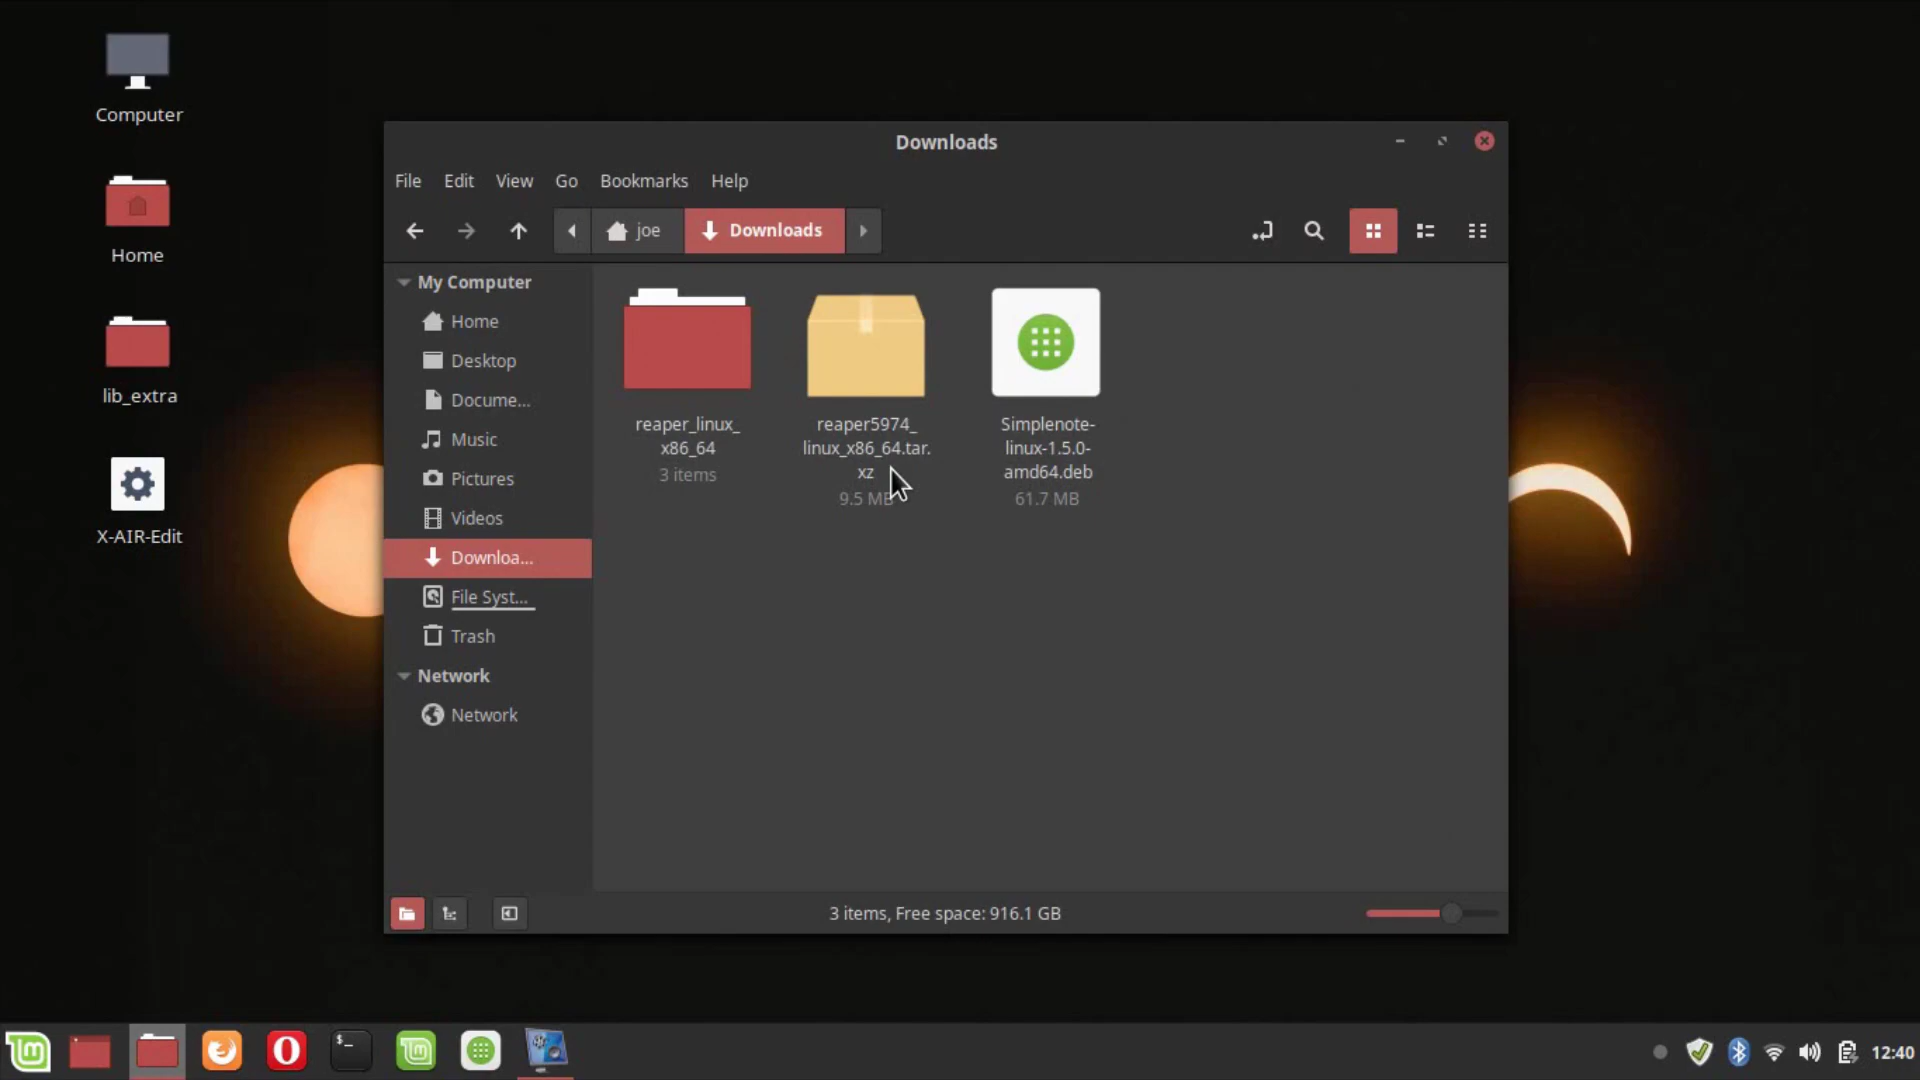 Computer
Home
lib_extra
X-AIR-Edit
Downloads
File Edit View Go Bookmarks Help
joe
Downloads
My Computer
Home
Desktop
Docume...
Music
Pictures
Videos
Downloa...
File Syst...
Trash
Network
Network
reaper_linux_
x86_64
3 items
reaper5974_
linux_x86_64.tar.
xz
9.5 MB
Simplenote-
linux-1.5.0-
amd64.deb
61.7 MB
3 items, Free space: 916.1 GB
$_
12:40